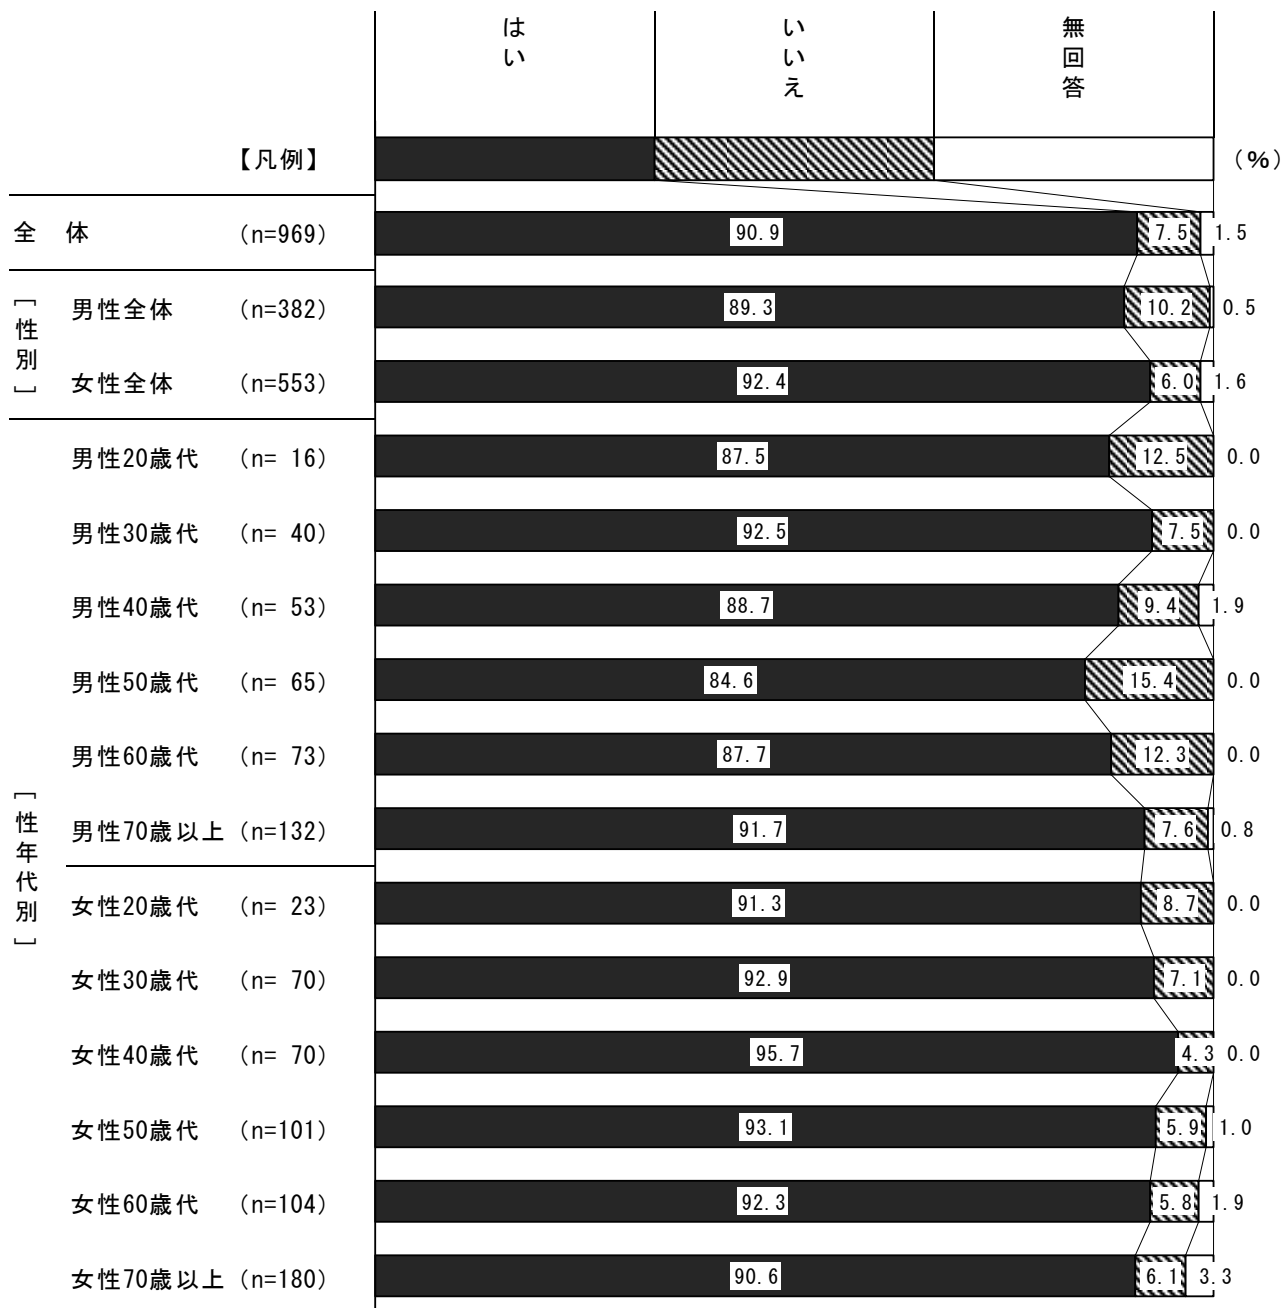 はい
いいえ
無回答
【凡例】
(%)
全 体 (n=969) 90.9 7.5 1.5
[性別]
男性全体 (n=382) 89.3 10.2 0.5
女性全体 (n=553) 92.4 6.0 1.6
[性年代別]
男性20歳代 (n= 16) 87.5 12.5 0.0
男性30歳代 (n= 40) 92.5 7.5 0.0
男性40歳代 (n= 53) 88.7 9.4 1.9
男性50歳代 (n= 65) 84.6 15.4 0.0
男性60歳代 (n= 73) 87.7 12.3 0.0
男性70歳以上 (n=132) 91.7 7.6 0.8
女性20歳代 (n= 23) 91.3 8.7 0.0
女性30歳代 (n= 70) 92.9 7.1 0.0
女性40歳代 (n= 70) 95.7 4.3 0.0
女性50歳代 (n=101) 93.1 5.9 1.0
女性60歳代 (n=104) 92.3 5.8 1.9
女性70歳以上 (n=180) 90.6 6.1 3.3